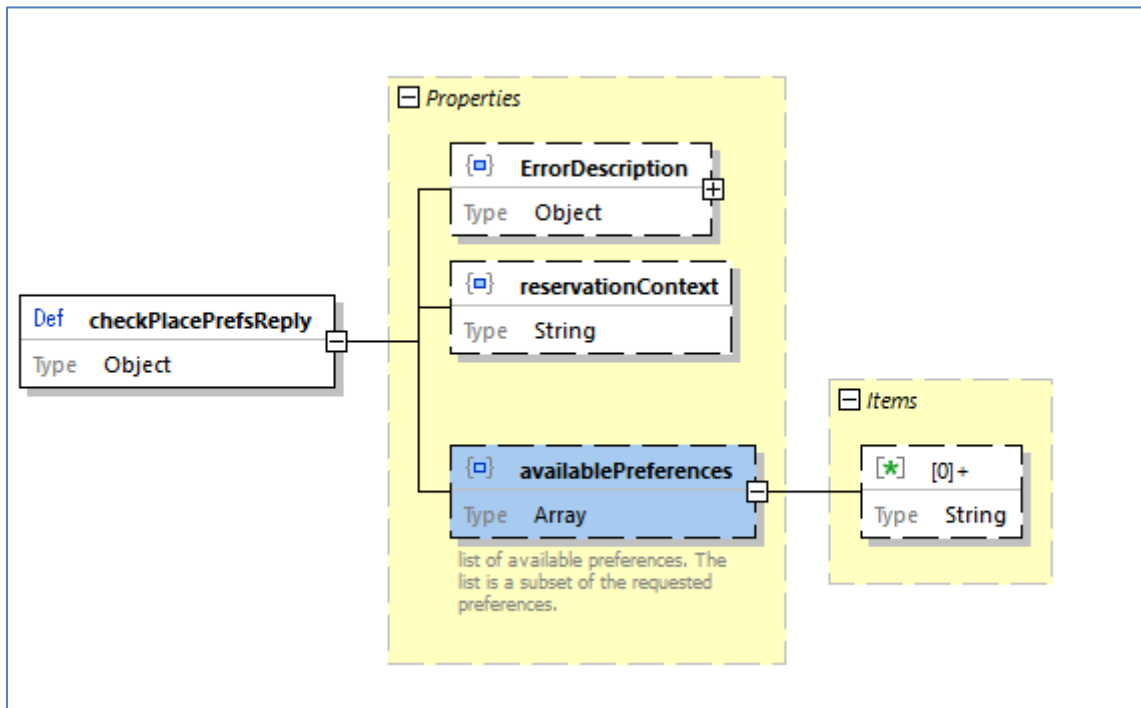 Properties
ErrorDescription
Type Object
reservationContext
Type String
Def checkPlacePrefsReply
Type Object
Items
availablePreferences
[0]+
Type Array
Type String
list of available preferences. The
list is a subset of the requested
preferences.